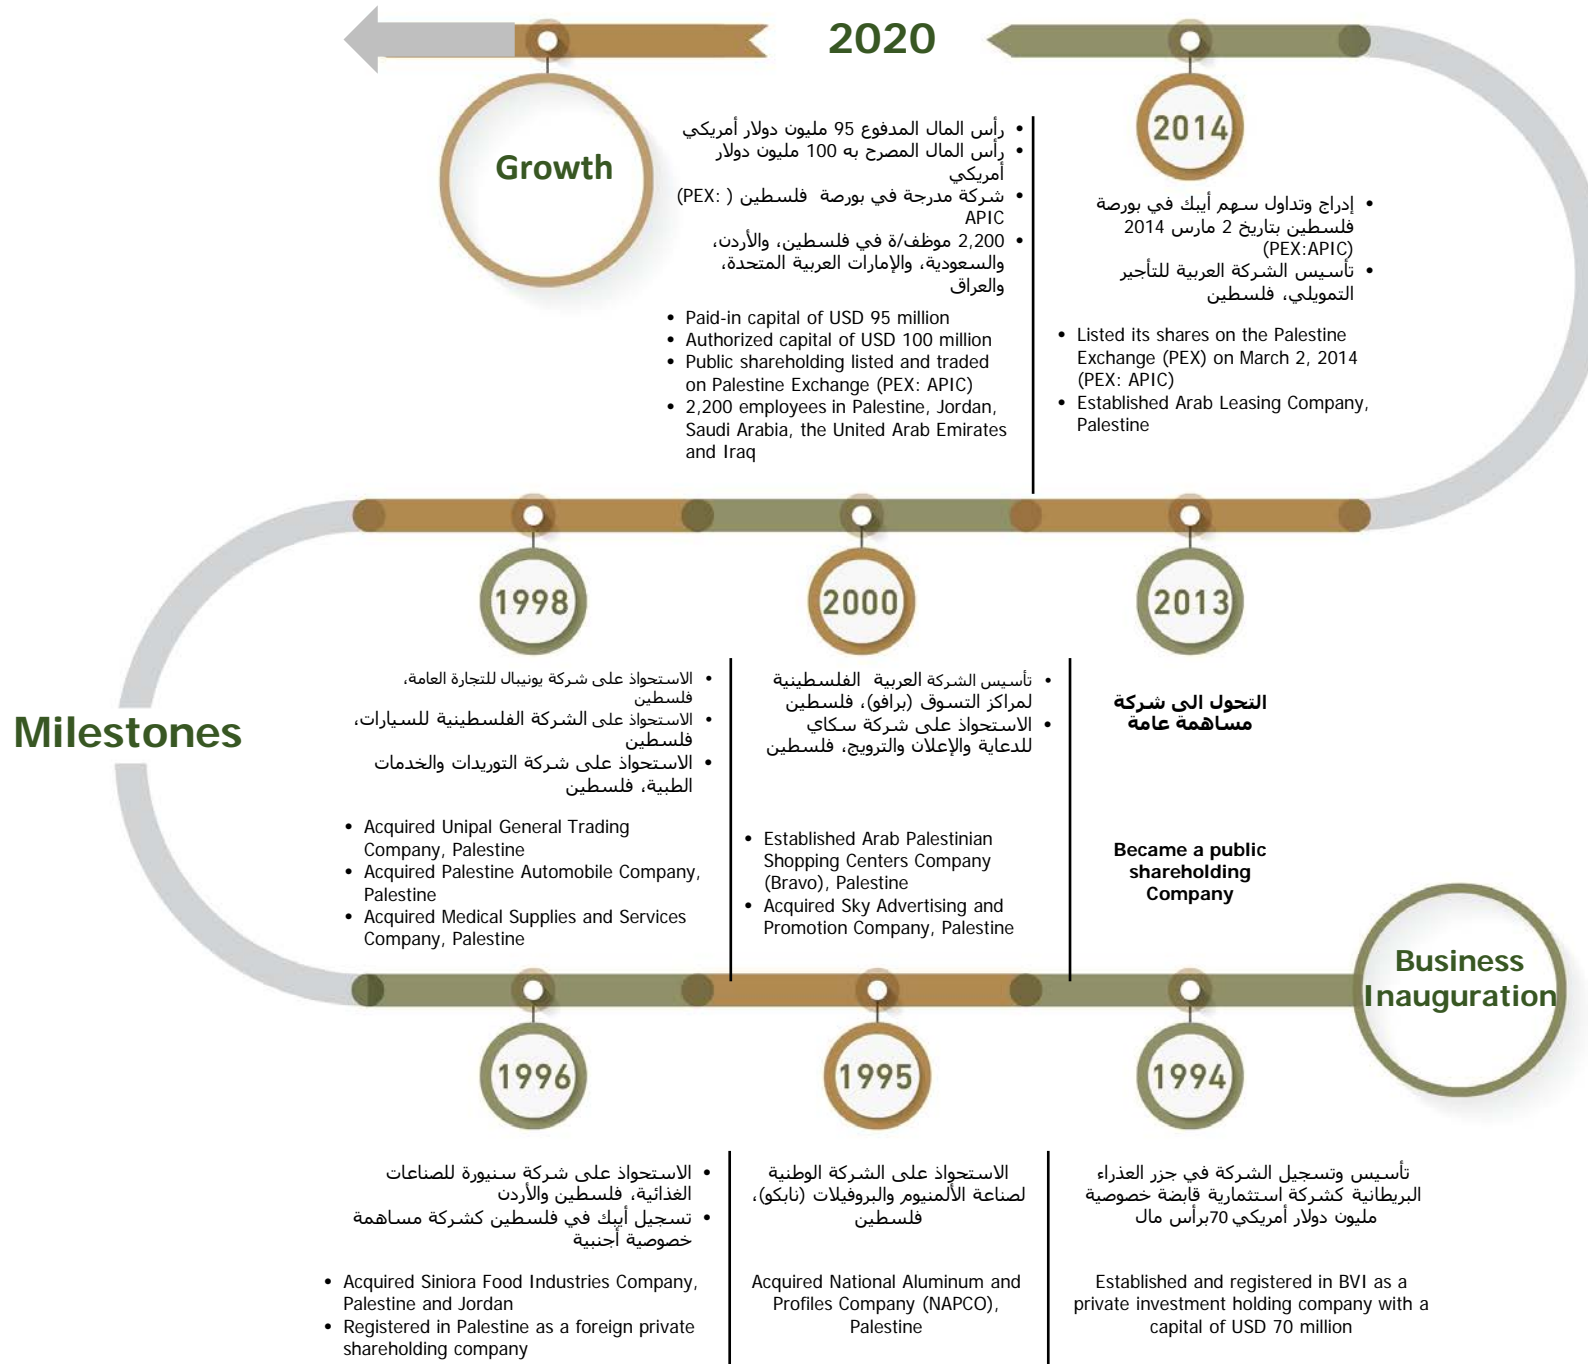 2020
Growth
• رأس المال المدفوع 95 مليون دولار أمريكي
• رأس المال المصرح به 100 مليون دولار
أمريكي
• شركة مدرجة في بورصة فلسطين ( :PEX)
APIC
• 2,200 موظف/ة في فلسطين، والأردن،
والسعودية، والإمارات العربية المتحدة،
والعراق
• Paid-in capital of USD 95 million
• Authorized capital of USD 100 million
• Public shareholding listed and traded
on Palestine Exchange (PEX: APIC)
• 2,200 employees in Palestine, Jordan,
Saudi Arabia, the United Arab Emirates
and Iraq
2014
• إدراج وتداول سهم أيبك في بورصة
فلسطين بتاريخ 2 مارس 2014
(PEX:APIC)
• تأسيس الشركة العربية للتأجير
التمويلي، فلسطين
• Listed its shares on the Palestine
Exchange (PEX) on March 2, 2014
(PEX: APIC)
• Established Arab Leasing Company,
Palestine
Milestones
1998
• الاستحواذ على شركة يونيبال للتجارة العامة،
فلسطين
• الاستحواذ على الشركة الفلسطينية للسيارات،
فلسطين
• الاستحواذ على شركة التوريدات والخدمات
الطبية، فلسطين
• Acquired Unipal General Trading
Company, Palestine
• Acquired Palestine Automobile Company,
Palestine
• Acquired Medical Supplies and Services
Company, Palestine
2000
• تأسيس الشركة العربية الفلسطينية
لمراكز التسوق (برافو)، فلسطين
• الاستحواذ على شركة سكاي
للدعاية والإعلان والترويج، فلسطين
• Established Arab Palestinian
Shopping Centers Company
(Bravo), Palestine
• Acquired Sky Advertising and
Promotion Company, Palestine
2013
التحول الى شركة
مساهمة عامة
Became a public
shareholding
Company
Business
Inauguration
1996
• الاستحواذ على شركة سنيورة للصناعات
الغذائية، فلسطين والأردن
• تسجيل أيبك في فلسطين كشركة مساهمة
خصوصية أجنبية
• Acquired Siniora Food Industries Company,
Palestine and Jordan
• Registered in Palestine as a foreign private
shareholding company
1995
الاستحواذ على الشركة الوطنية
لصناعة الألمنيوم والبروفيلات (نابكو)،
فلسطين
Acquired National Aluminum and
Profiles Company (NAPCO),
Palestine
1994
تأسيس وتسجيل الشركة في جزر العذراء
البريطانية كشركة استثمارية قابضة خصوصية
مليون دولار أمريكي 70برأس مال
Established and registered in BVI as a
private investment holding company with a
capital of USD 70 million